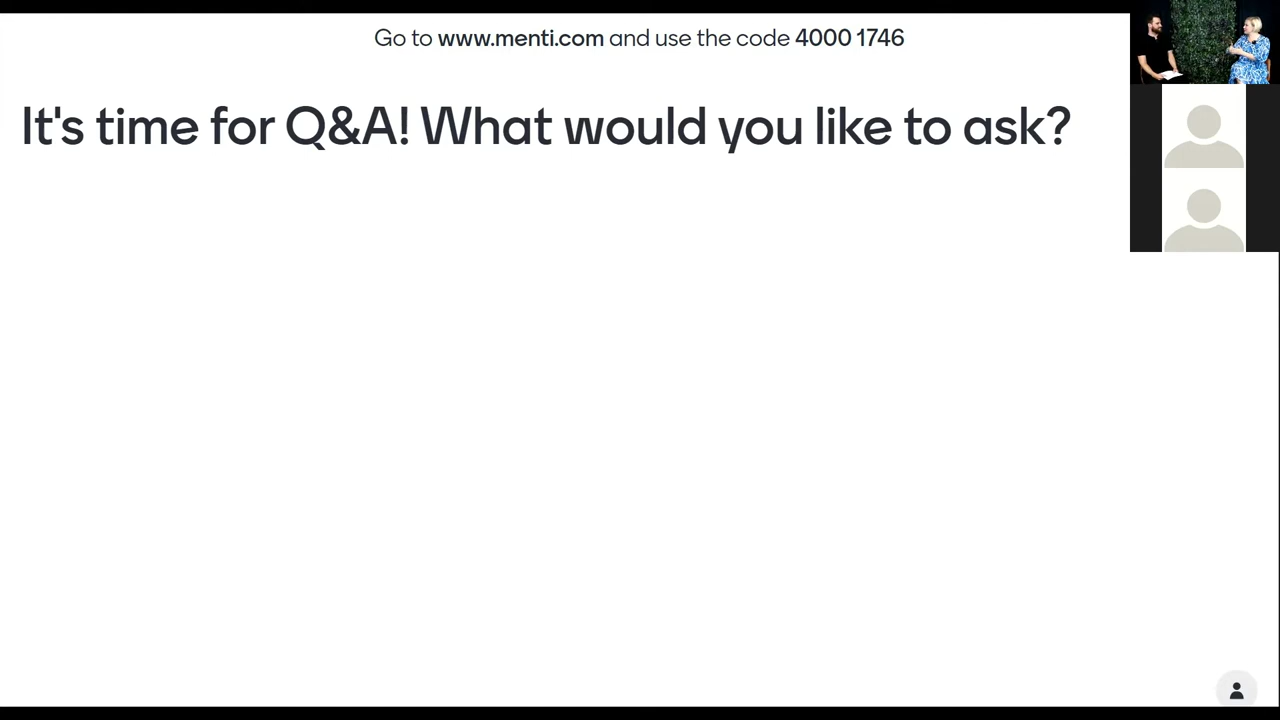 Go to www.menti.com and use the code 4000 1746
It's time for Q&A! What would you like to ask?